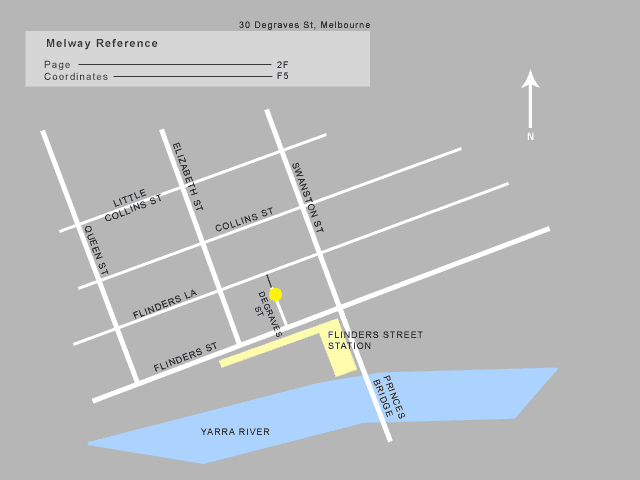 30 Degraves St, Melbourne
Melway Reference
Page 2F
Coordinates F5
N
LITTLE
COLLINS ST
ELIZABETH ST
SWANSTON ST
COLLINS ST
QUEEN ST
FLINDERS LA
DEGRAVES
ST
FLINDERS ST
FLINDERS STREET
STATION
PRINCES
BRIDGE
YARRA RIVER